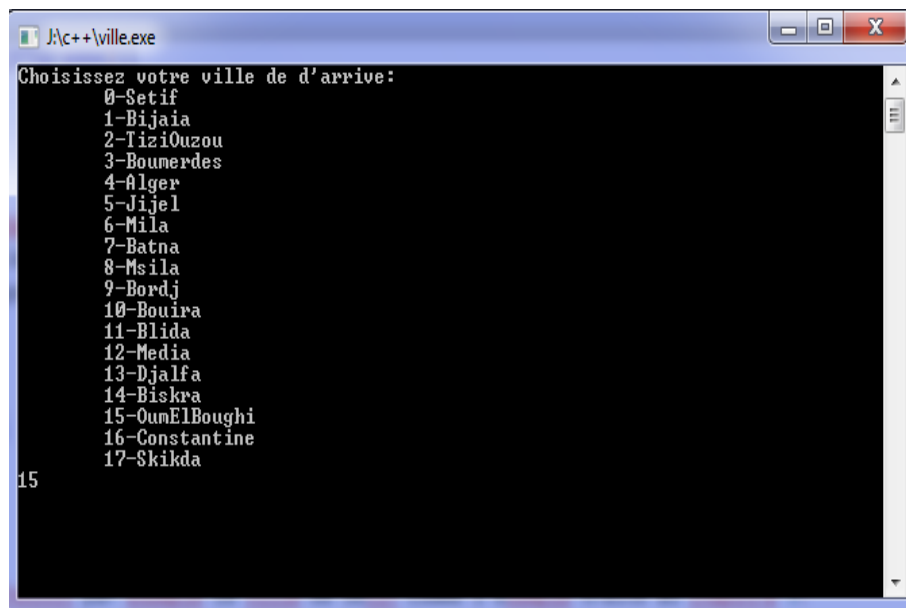 J:\c++\ville.exe
Choisissez votre ville de d'arrive:
0-Setif
1-Bijaia
2-TiziOuzou
3-Boumerdes
4-Alger
5-Jijel
6-Mila
7-Batna
8-Msila
9-Bordj
10-Bouira
11-Blida
12-Media
13-Djalfa
14-Biskra
15-OumElBoughi
16-Constantine
17-Skikda
15